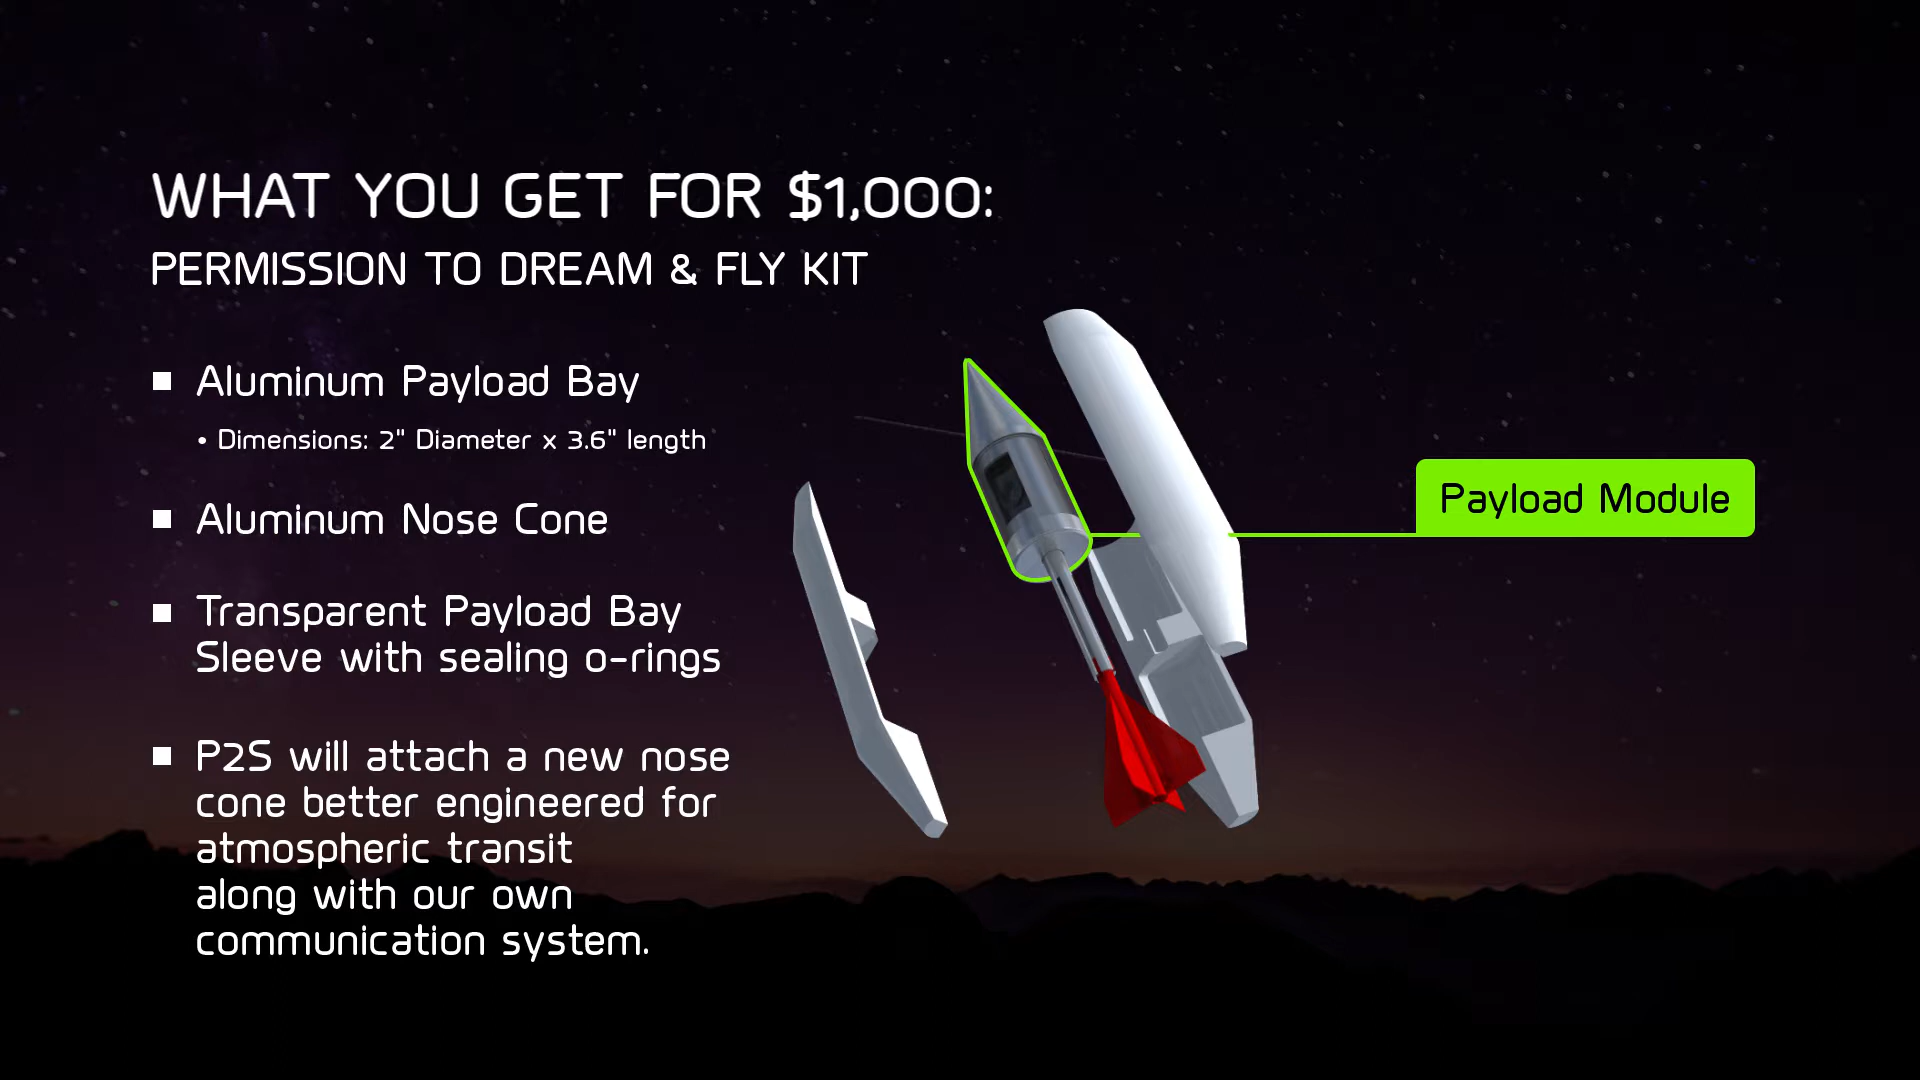 WHAT YOU GET FOR $1,000:
PERMISSION TO DREAM & FLY KIT
■ Aluminum Payload Bay
• Dimensions: 2" Diameter x 3.6" length
■ Aluminum Nose Cone
■ Transparent Payload Bay
Sleeve with sealing o-rings
■ P2S will attach a new nose
cone better engineered for
atmospheric transit
along with our own
communication system.
Payload Module